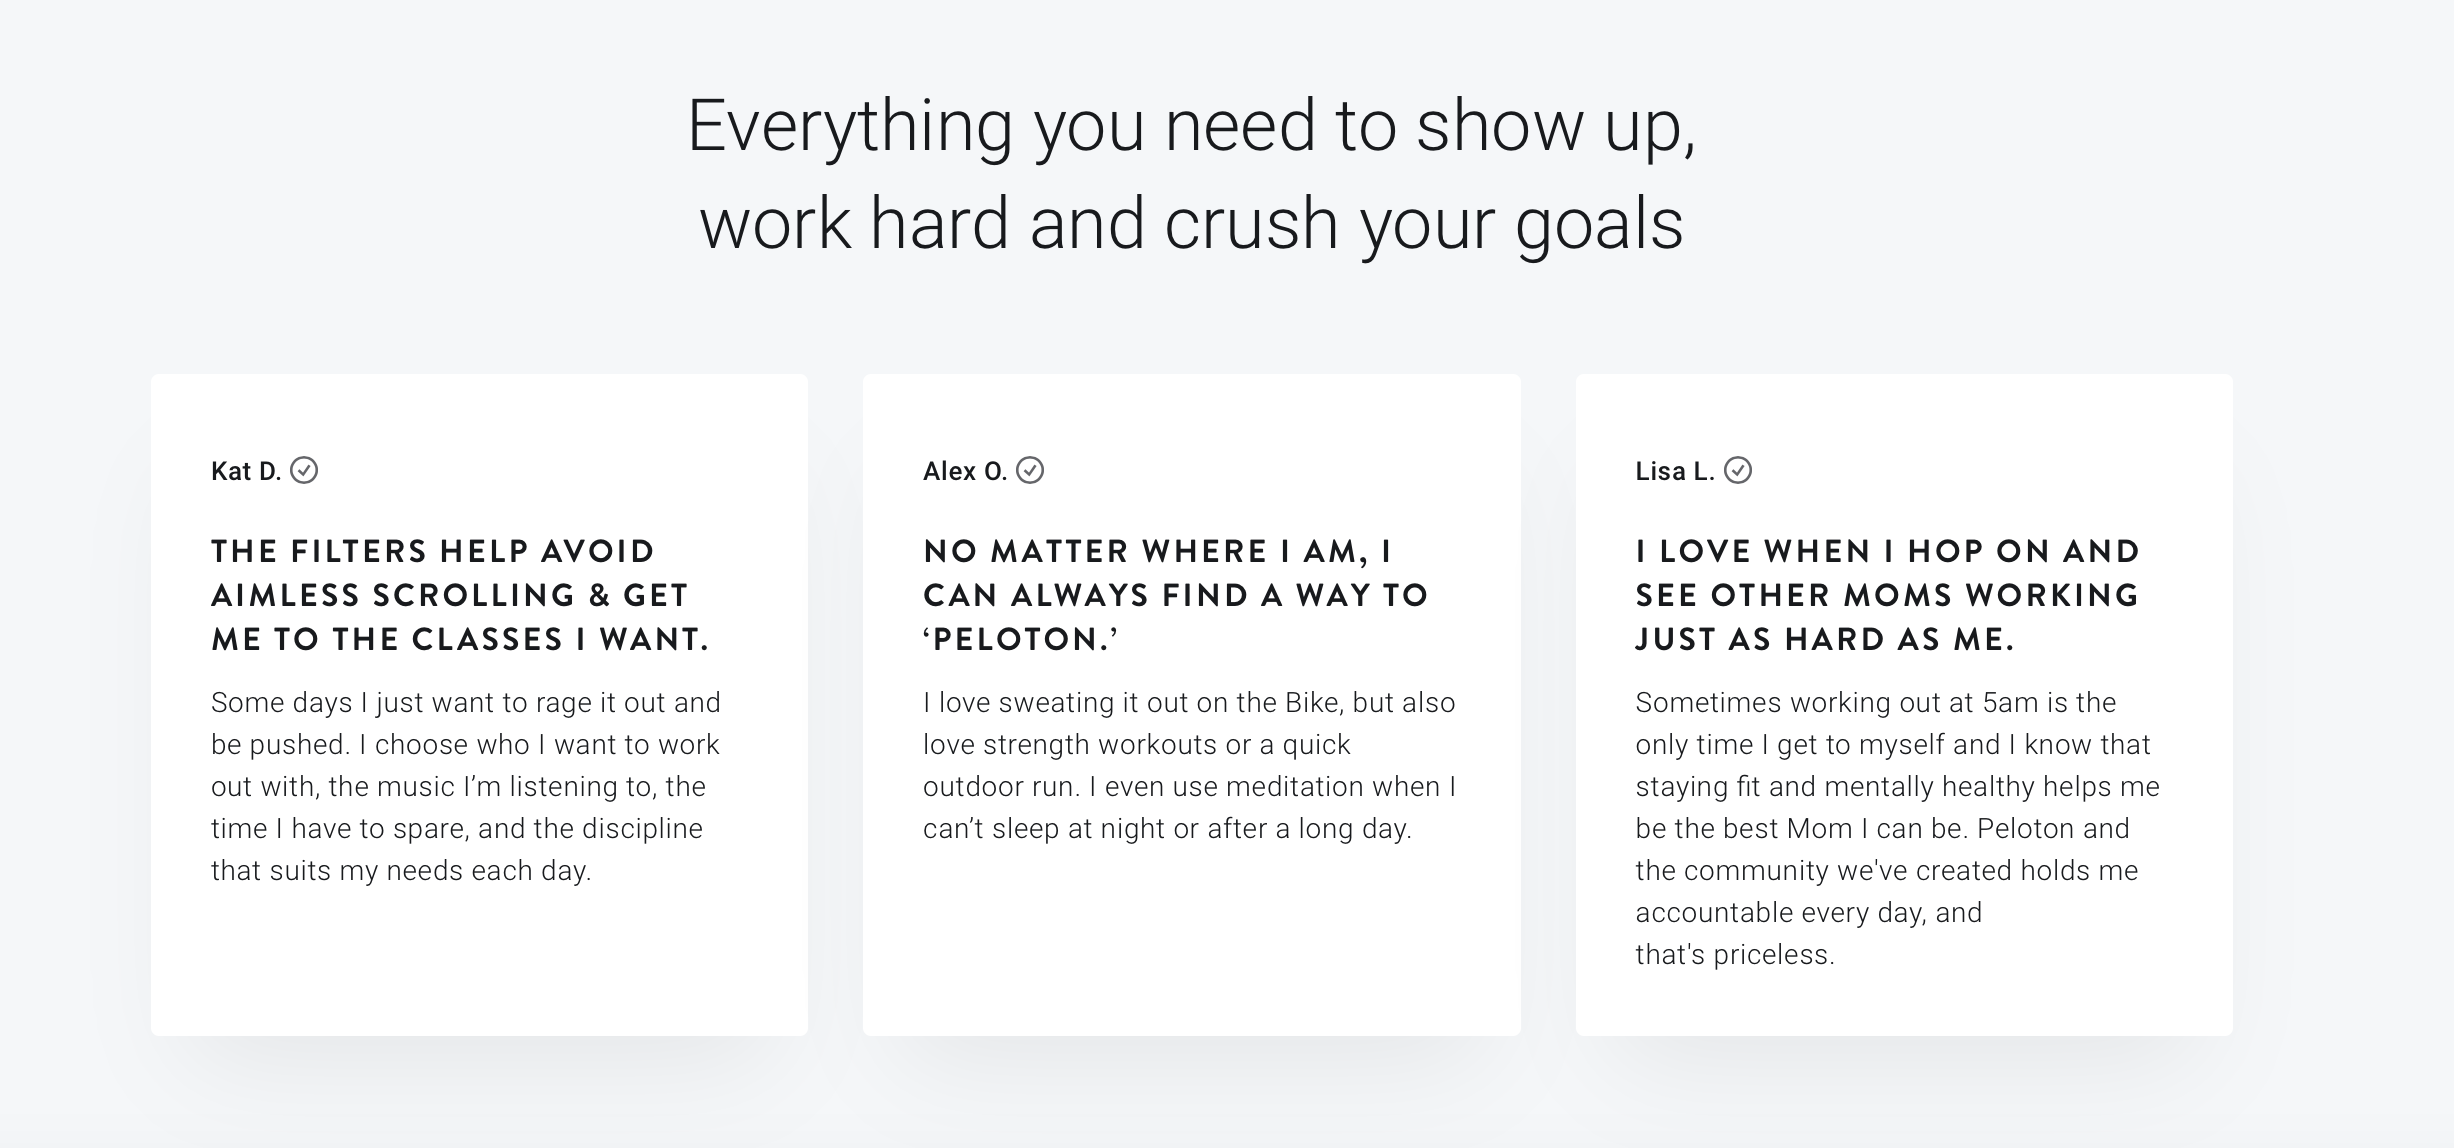 Everything you need to show up,
work hard and crush your goals
Kat D.
THE FILTERS HELP AVOID
AIMLESS SCROLLING & GET
ME TO THE CLASSES I WANT.
Some days I just want to rage it out and
be pushed. I choose who I want to work
out with, the music I’m listening to, the
time I have to spare, and the discipline
that suits my needs each day.
Alex O.
NO MATTER WHERE I AM, I
CAN ALWAYS FIND A WAY TO
‘PELOTON.’
I love sweating it out on the Bike, but also
love strength workouts or a quick
outdoor run. I even use meditation when I
can’t sleep at night or after a long day.
Lisa L.
I LOVE WHEN I HOP ON AND
SEE OTHER MOMS WORKING
JUST AS HARD AS ME.
Sometimes working out at 5am is the
only time I get to myself and I know that
staying fit and mentally healthy helps me
be the best Mom I can be. Peloton and
the community we've created holds me
accountable every day, and
that's priceless.